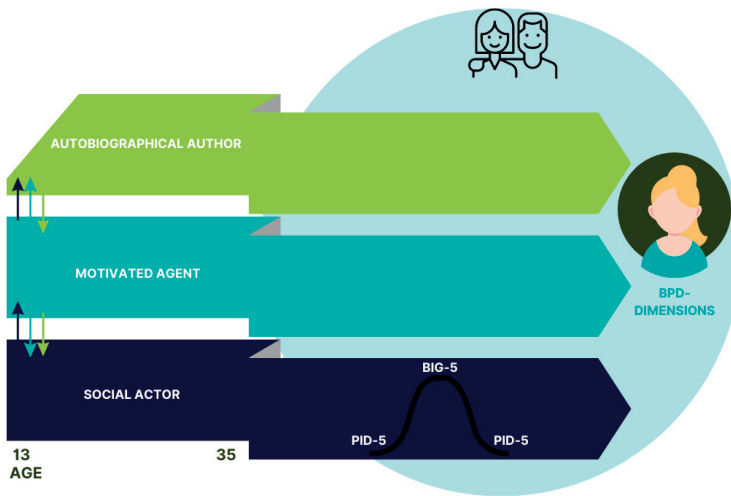 AUTOBIOGRAPHICAL AUTHOR
MOTIVATED AGENT
BPD-
DIMENSIONS
SOCIAL ACTOR
BIG-5
PID-5 PID-5
13 35
AGE